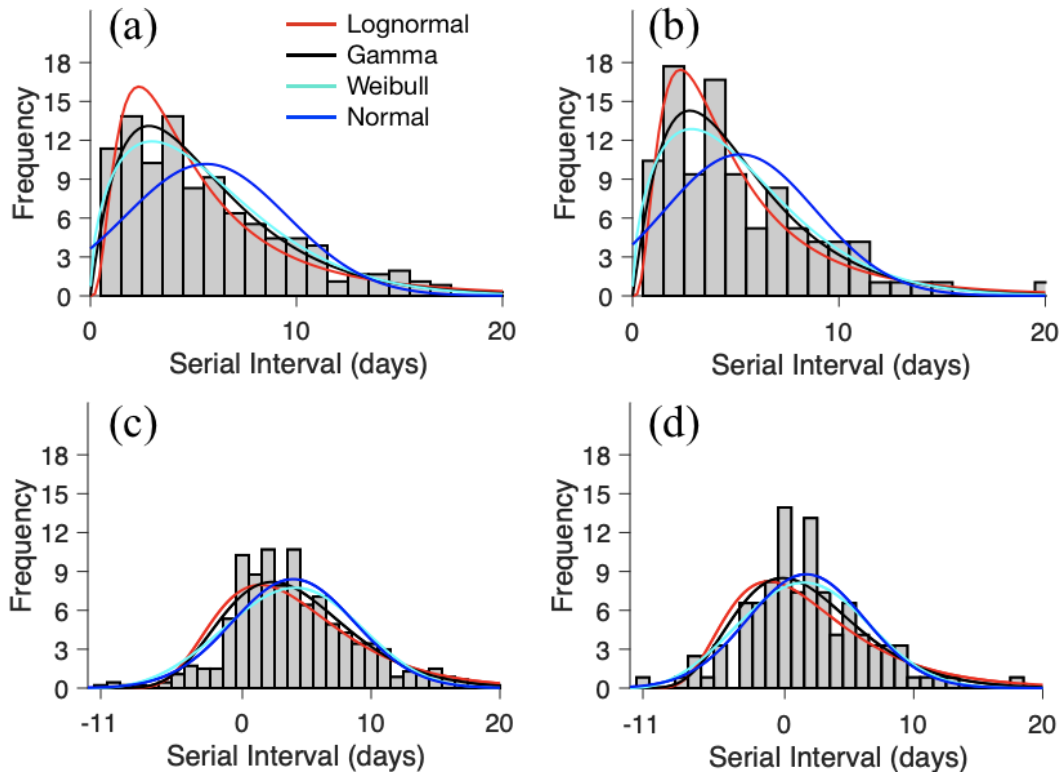 (a)
Lognormal
Gamma
Weibull
Normal
Frequency
18
15
12
9
6
3
0
0 10 20
Serial Interval (days)
(b)
Frequency
18
15
12
9
6
3
0
0 10 20
Serial Interval (days)
(c)
Frequency
18
15
12
9
6
3
0
-11 0 10 20
Serial Interval (days)
(d)
Frequency
18
15
12
9
6
3
0
-11 0 10 20
Serial Interval (days)